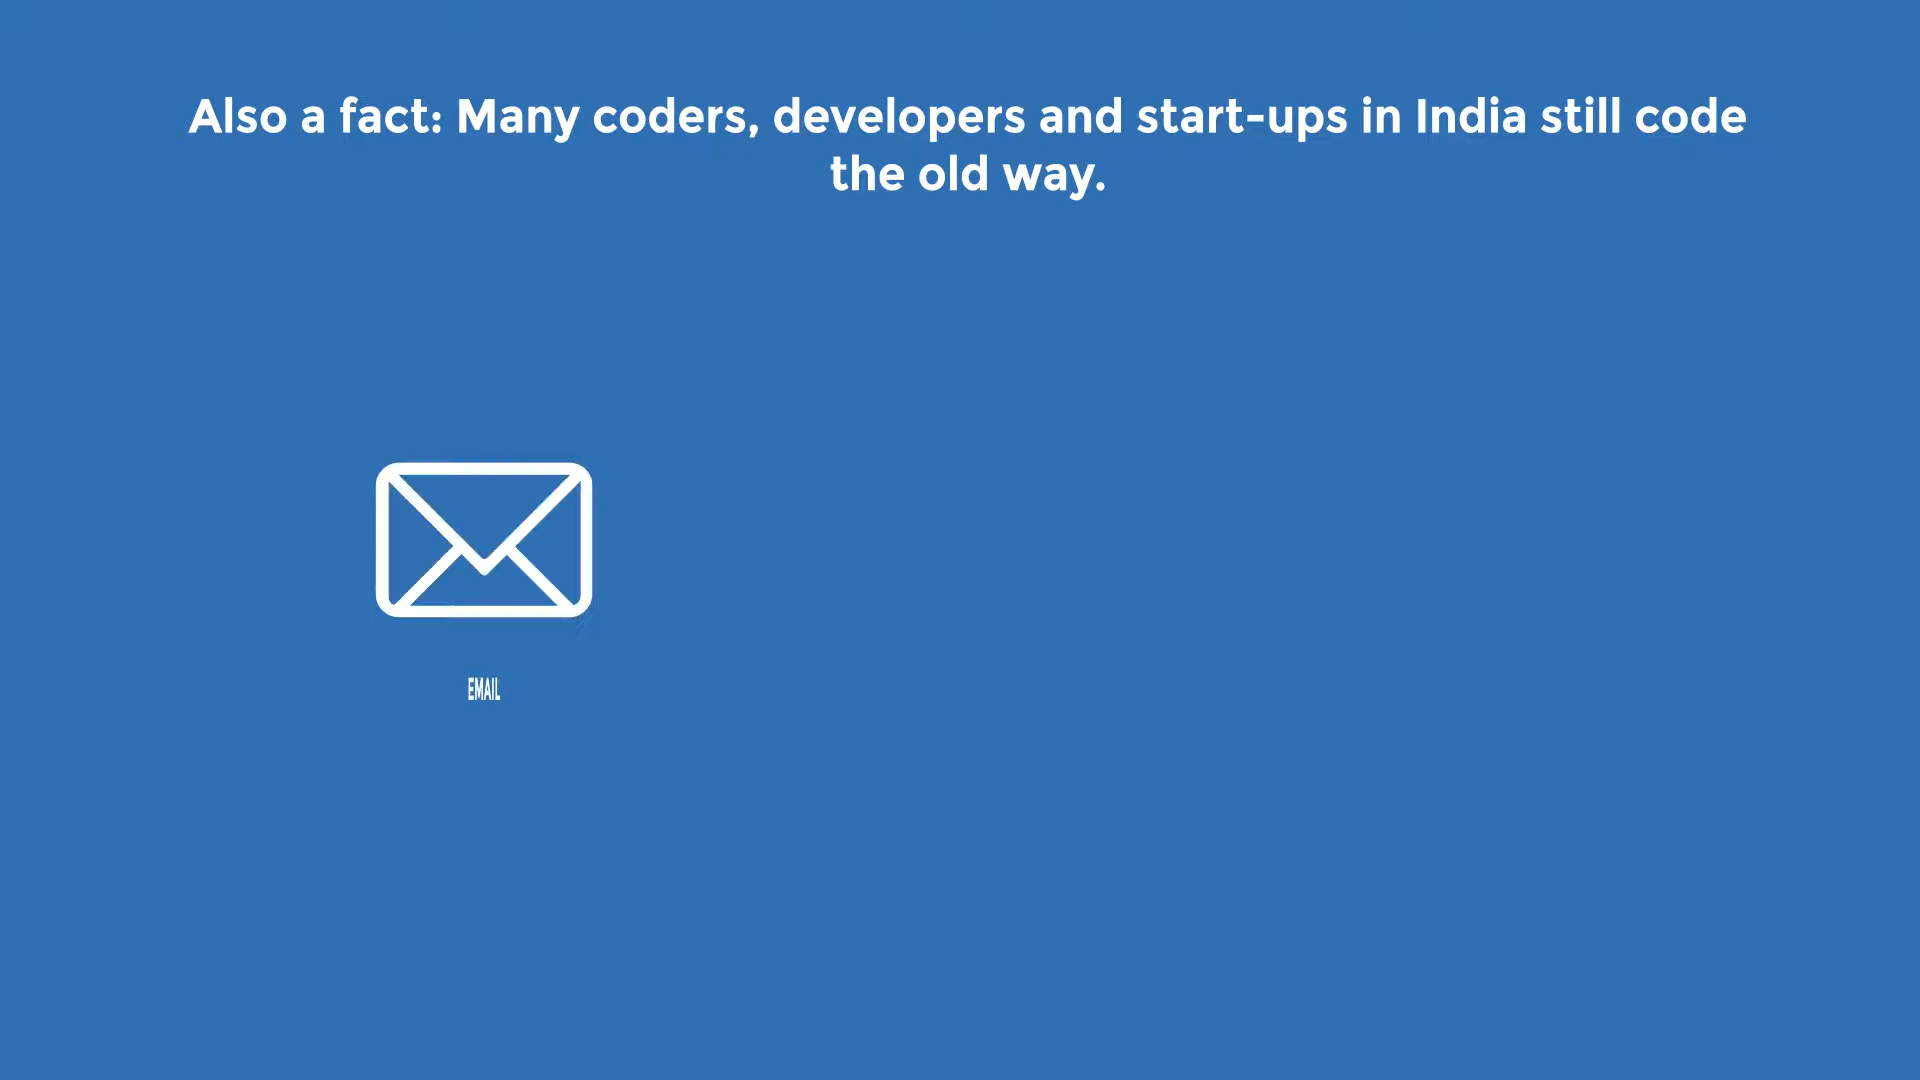 Also a fact: Many coders, developers and start-ups in India still code
the old way.
EMAIL